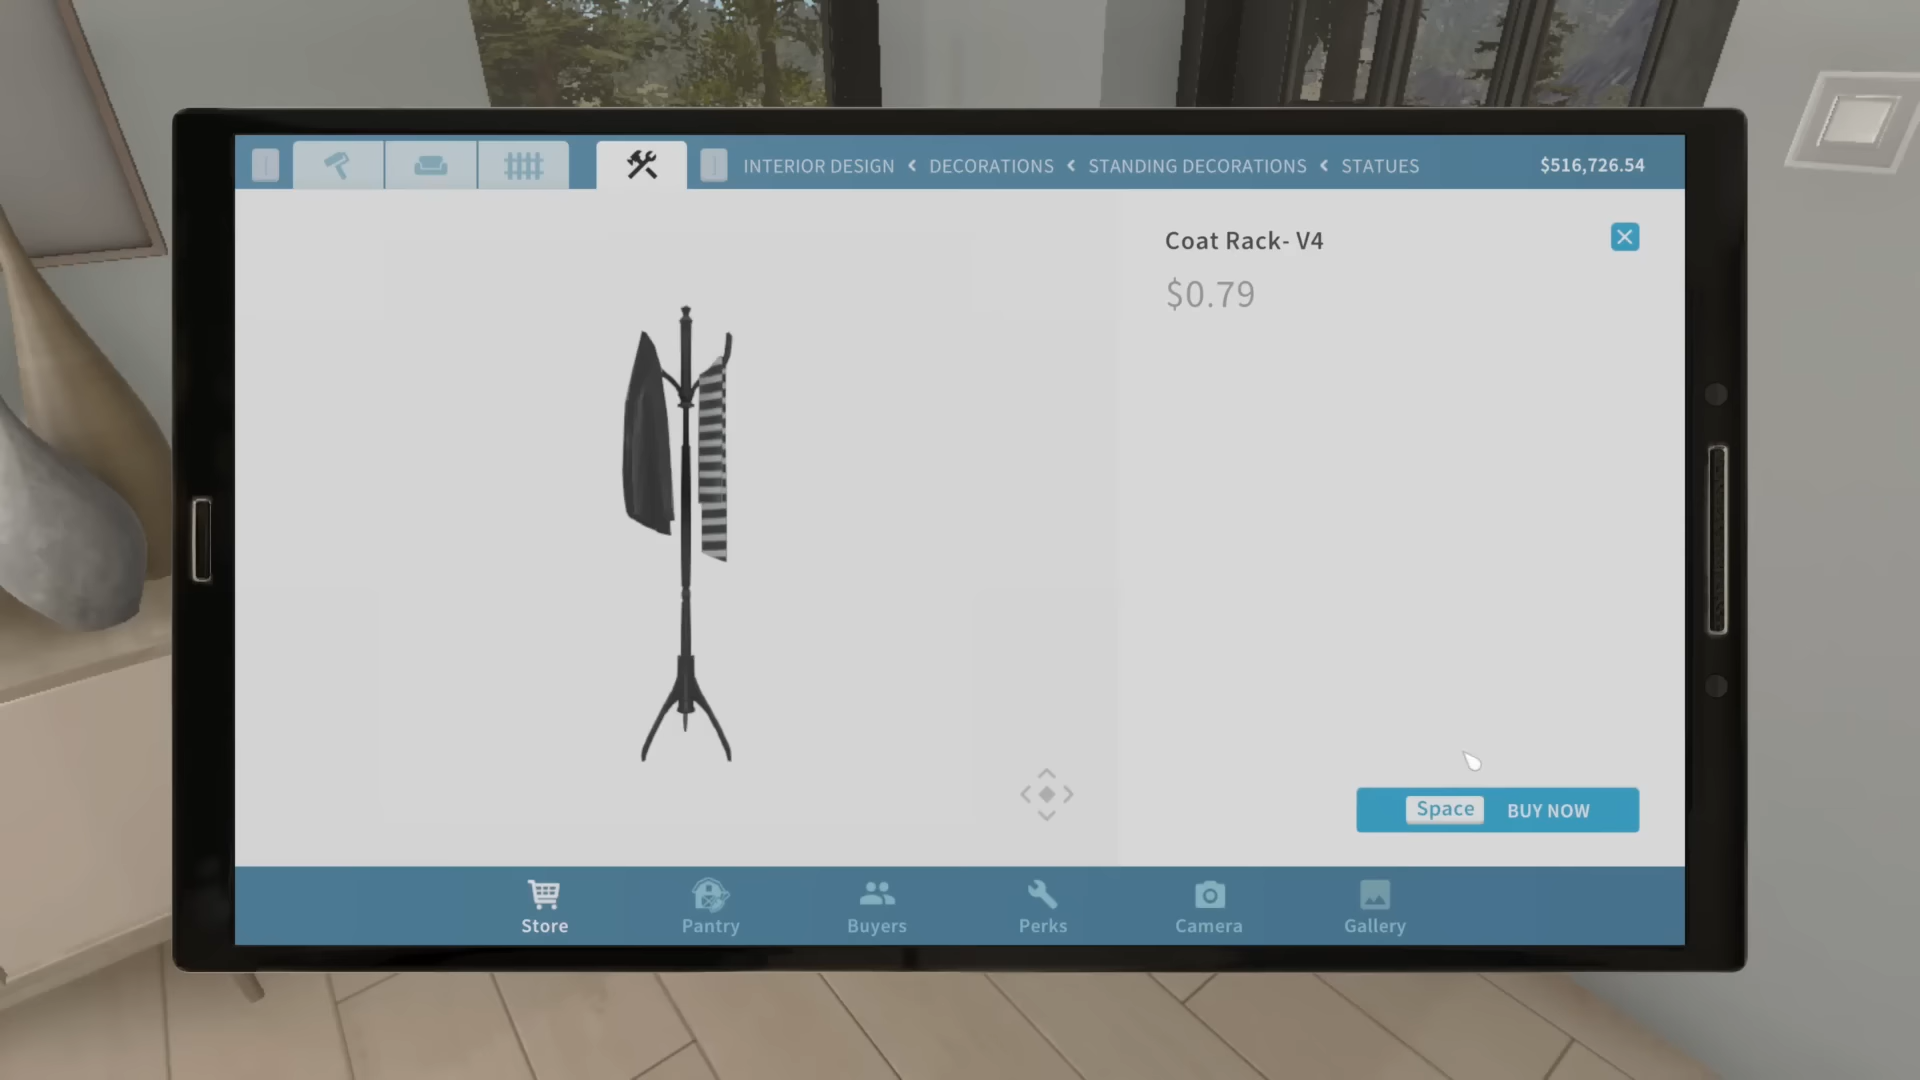 INTERIOR DESIGN < DECORATIONS < STANDING DECORATIONS < STATUES $516,726.54
Coat Rack- V4
$0.79
Space BUY NOW
Store Pantry Buyers Perks Camera Gallery